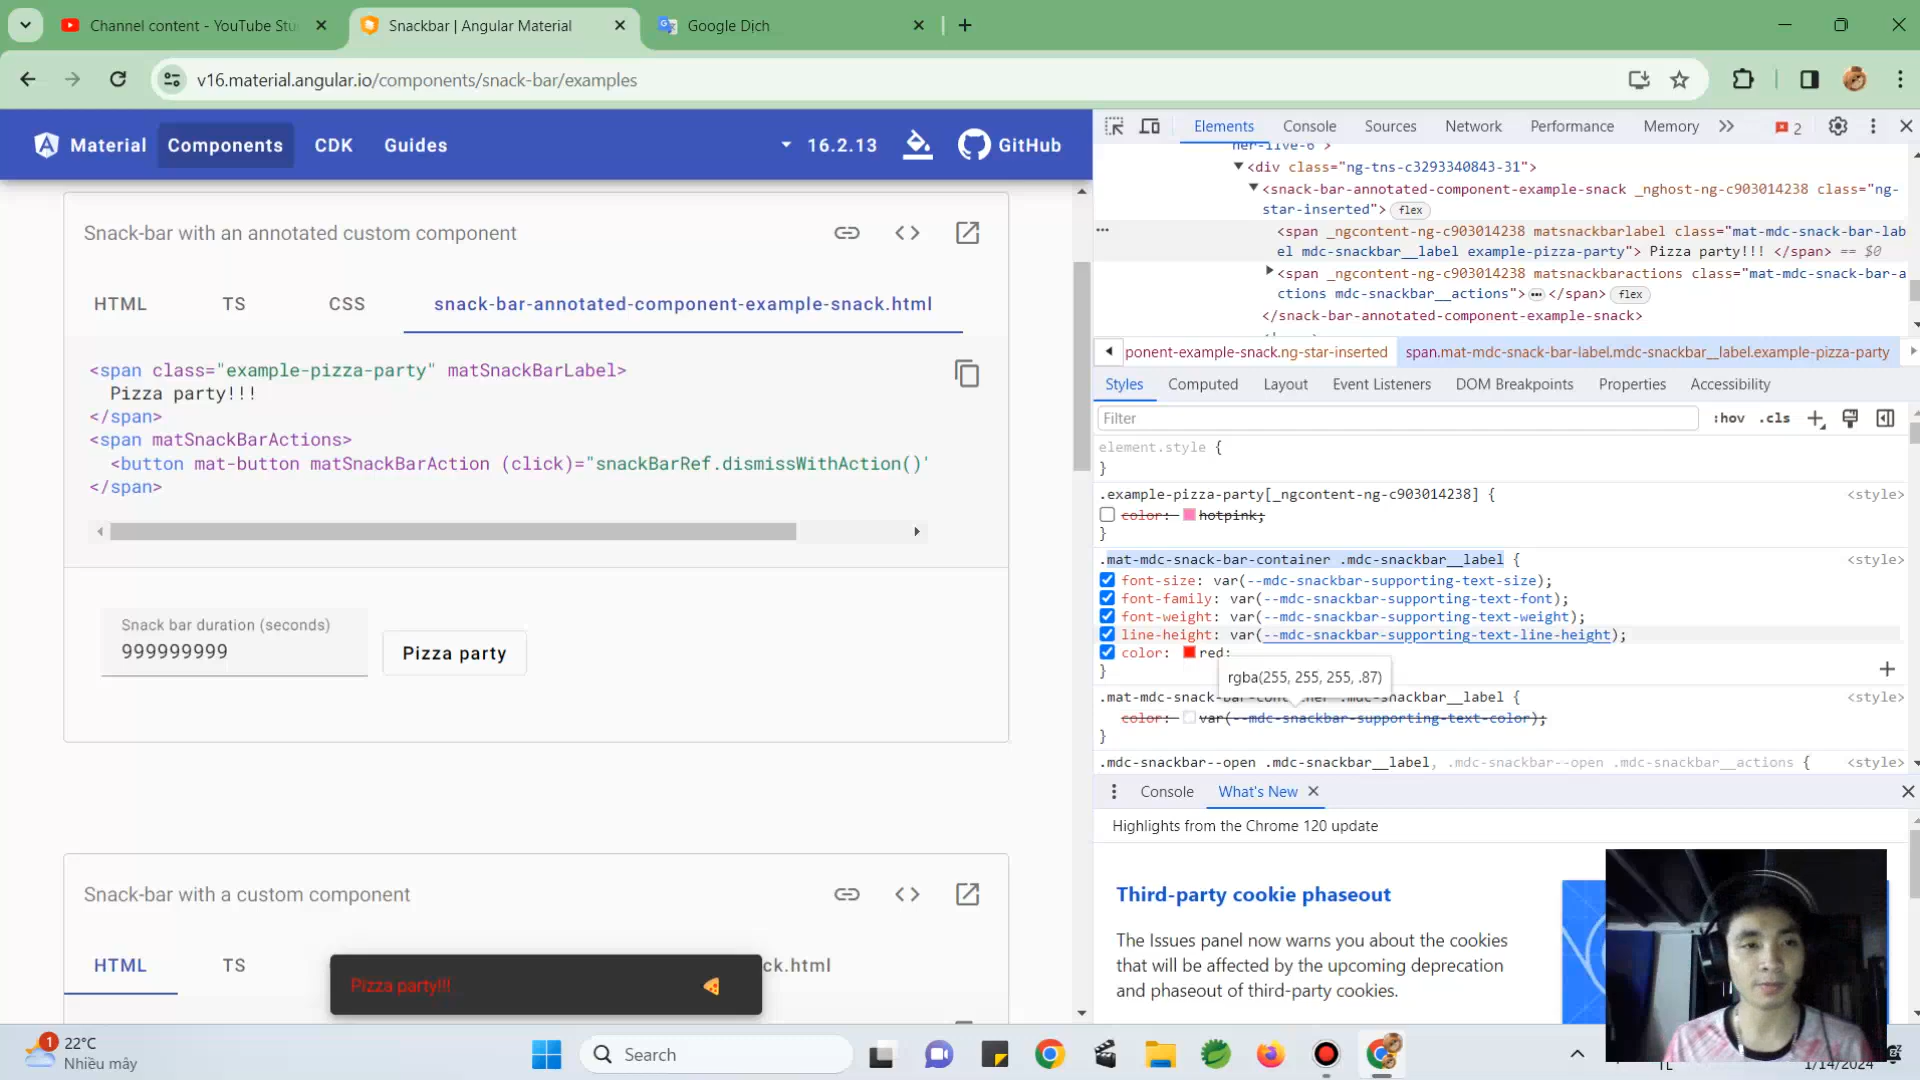 Channel content - YouTube Stu
Snackbar | Angular Material
Google Dịch
v16.material.angular.io/components/snack-bar/examples
Material
Components
CDK
Guides
16.2.13
GitHub
Snack-bar with an annotated custom component
HTML
TS
CSS
snack-bar-annotated-component-example-snack.html
<span class="example-pizza-party" matSnackBarLabel>
Pizza party!!!
</span>
<span matSnackBarActions>
<button mat-button matSnackBarAction (click)="snackBarRef.dismissWithAction()"
</span>
Snack bar duration (seconds)
999999999
Pizza party
Snack-bar with a custom component
HTML
TS
ck.html
Pizza party!!!
Elements
Console
Sources
Network
Performance
Memory
2
ner-live-6">
<div class="ng-tns-c3293340843-31">
<snack-bar-annotated-component-example-snack _nghost-ng-c903014238 class="ng-
star-inserted"> flex
<span _ngcontent-ng-c903014238 matsnackbarlabel class="mat-mdc-snack-bar-lab
el mdc-snackbar__label example-pizza-party"> Pizza party!!! </span> == $0
<span _ngcontent-ng-c903014238 matsnackbaractions class="mat-mdc-snack-bar-a
ctions mdc-snackbar__actions"> … </span> flex
</snack-bar-annotated-component-example-snack>
ponent-example-snack.ng-star-inserted
span.mat-mdc-snack-bar-label.mdc-snackbar__label.example-pizza-party
Styles
Computed
Layout
Event Listeners
DOM Breakpoints
Properties
Accessibility
Filter
:hov
.cls
element.style {
}
.example-pizza-party[_ngcontent-ng-c903014238] {
<style>
color: hotpink;
}
.mat-mdc-snack-bar-container .mdc-snackbar__label {
<style>
font-size: var(--mdc-snackbar-supporting-text-size);
font-family: var(--mdc-snackbar-supporting-text-font);
font-weight: var(--mdc-snackbar-supporting-text-weight);
line-height: var(--mdc-snackbar-supporting-text-line-height);
color: red;
}
rgba(255, 255, 255, .87)
.mat-mdc-snack-bar-container .mdc-snackbar__label {
<style>
color: var(--mdc-snackbar-supporting-text-color);
}
.mdc-snackbar--open .mdc-snackbar__label, .mdc-snackbar--open .mdc-snackbar__actions {
<style>
Console
What's New
Highlights from the Chrome 120 update
Third-party cookie phaseout
The Issues panel now warns you about the cookies
that will be affected by the upcoming deprecation
and phaseout of third-party cookies.
1
22°C
Nhiều mây
Search
1/14/2024